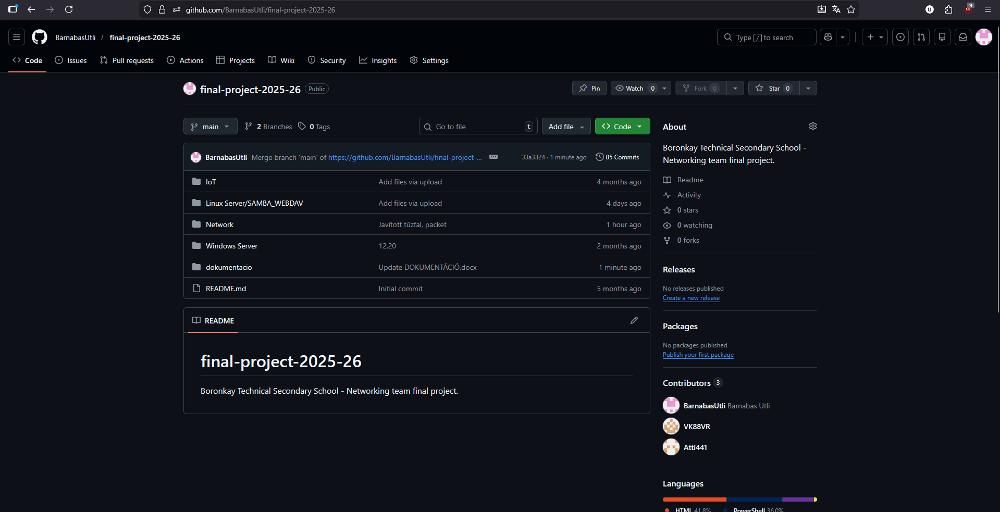 github.com/BarnabasUtli/final-project-2025-26
9
BarnabasUtli / final-project-2025-26
Type / to search
Code Issues Pull requests Actions Projects Wiki Security Insights Settings
final-project-2025-26 Public
Pin Watch 0 Fork 0 Star 0
main 2 Branches 0 Tags
Go to file t Add file Code
BarnabasUtli Merge branch 'main' of https://github.com/BarnabasUtli/final-project-... 33a3324 · 1 minute ago 85 Commits
IoT Add files via upload 4 months ago
Linux Server/SAMBA_WEBDAV Add files via upload 4 days ago
Network Javított tűzfal, packet 1 hour ago
Windows Server 12.20 2 months ago
dokumentacio Update DOKUMENTÁCIÓ.docx 1 minute ago
README.md Initial commit 5 months ago
README
final-project-2025-26
Boronkay Technical Secondary School - Networking team final project.
About
Boronkay Technical Secondary School -
Networking team final project.
Readme
Activity
0 stars
0 watching
0 forks
Releases
No releases published
Create a new release
Packages
No packages published
Publish your first package
Contributors 3
BarnabasUtli Barnabas Utli
VK88VR
Atti441
Languages
HTML 41.8% PowerShell 36.0%